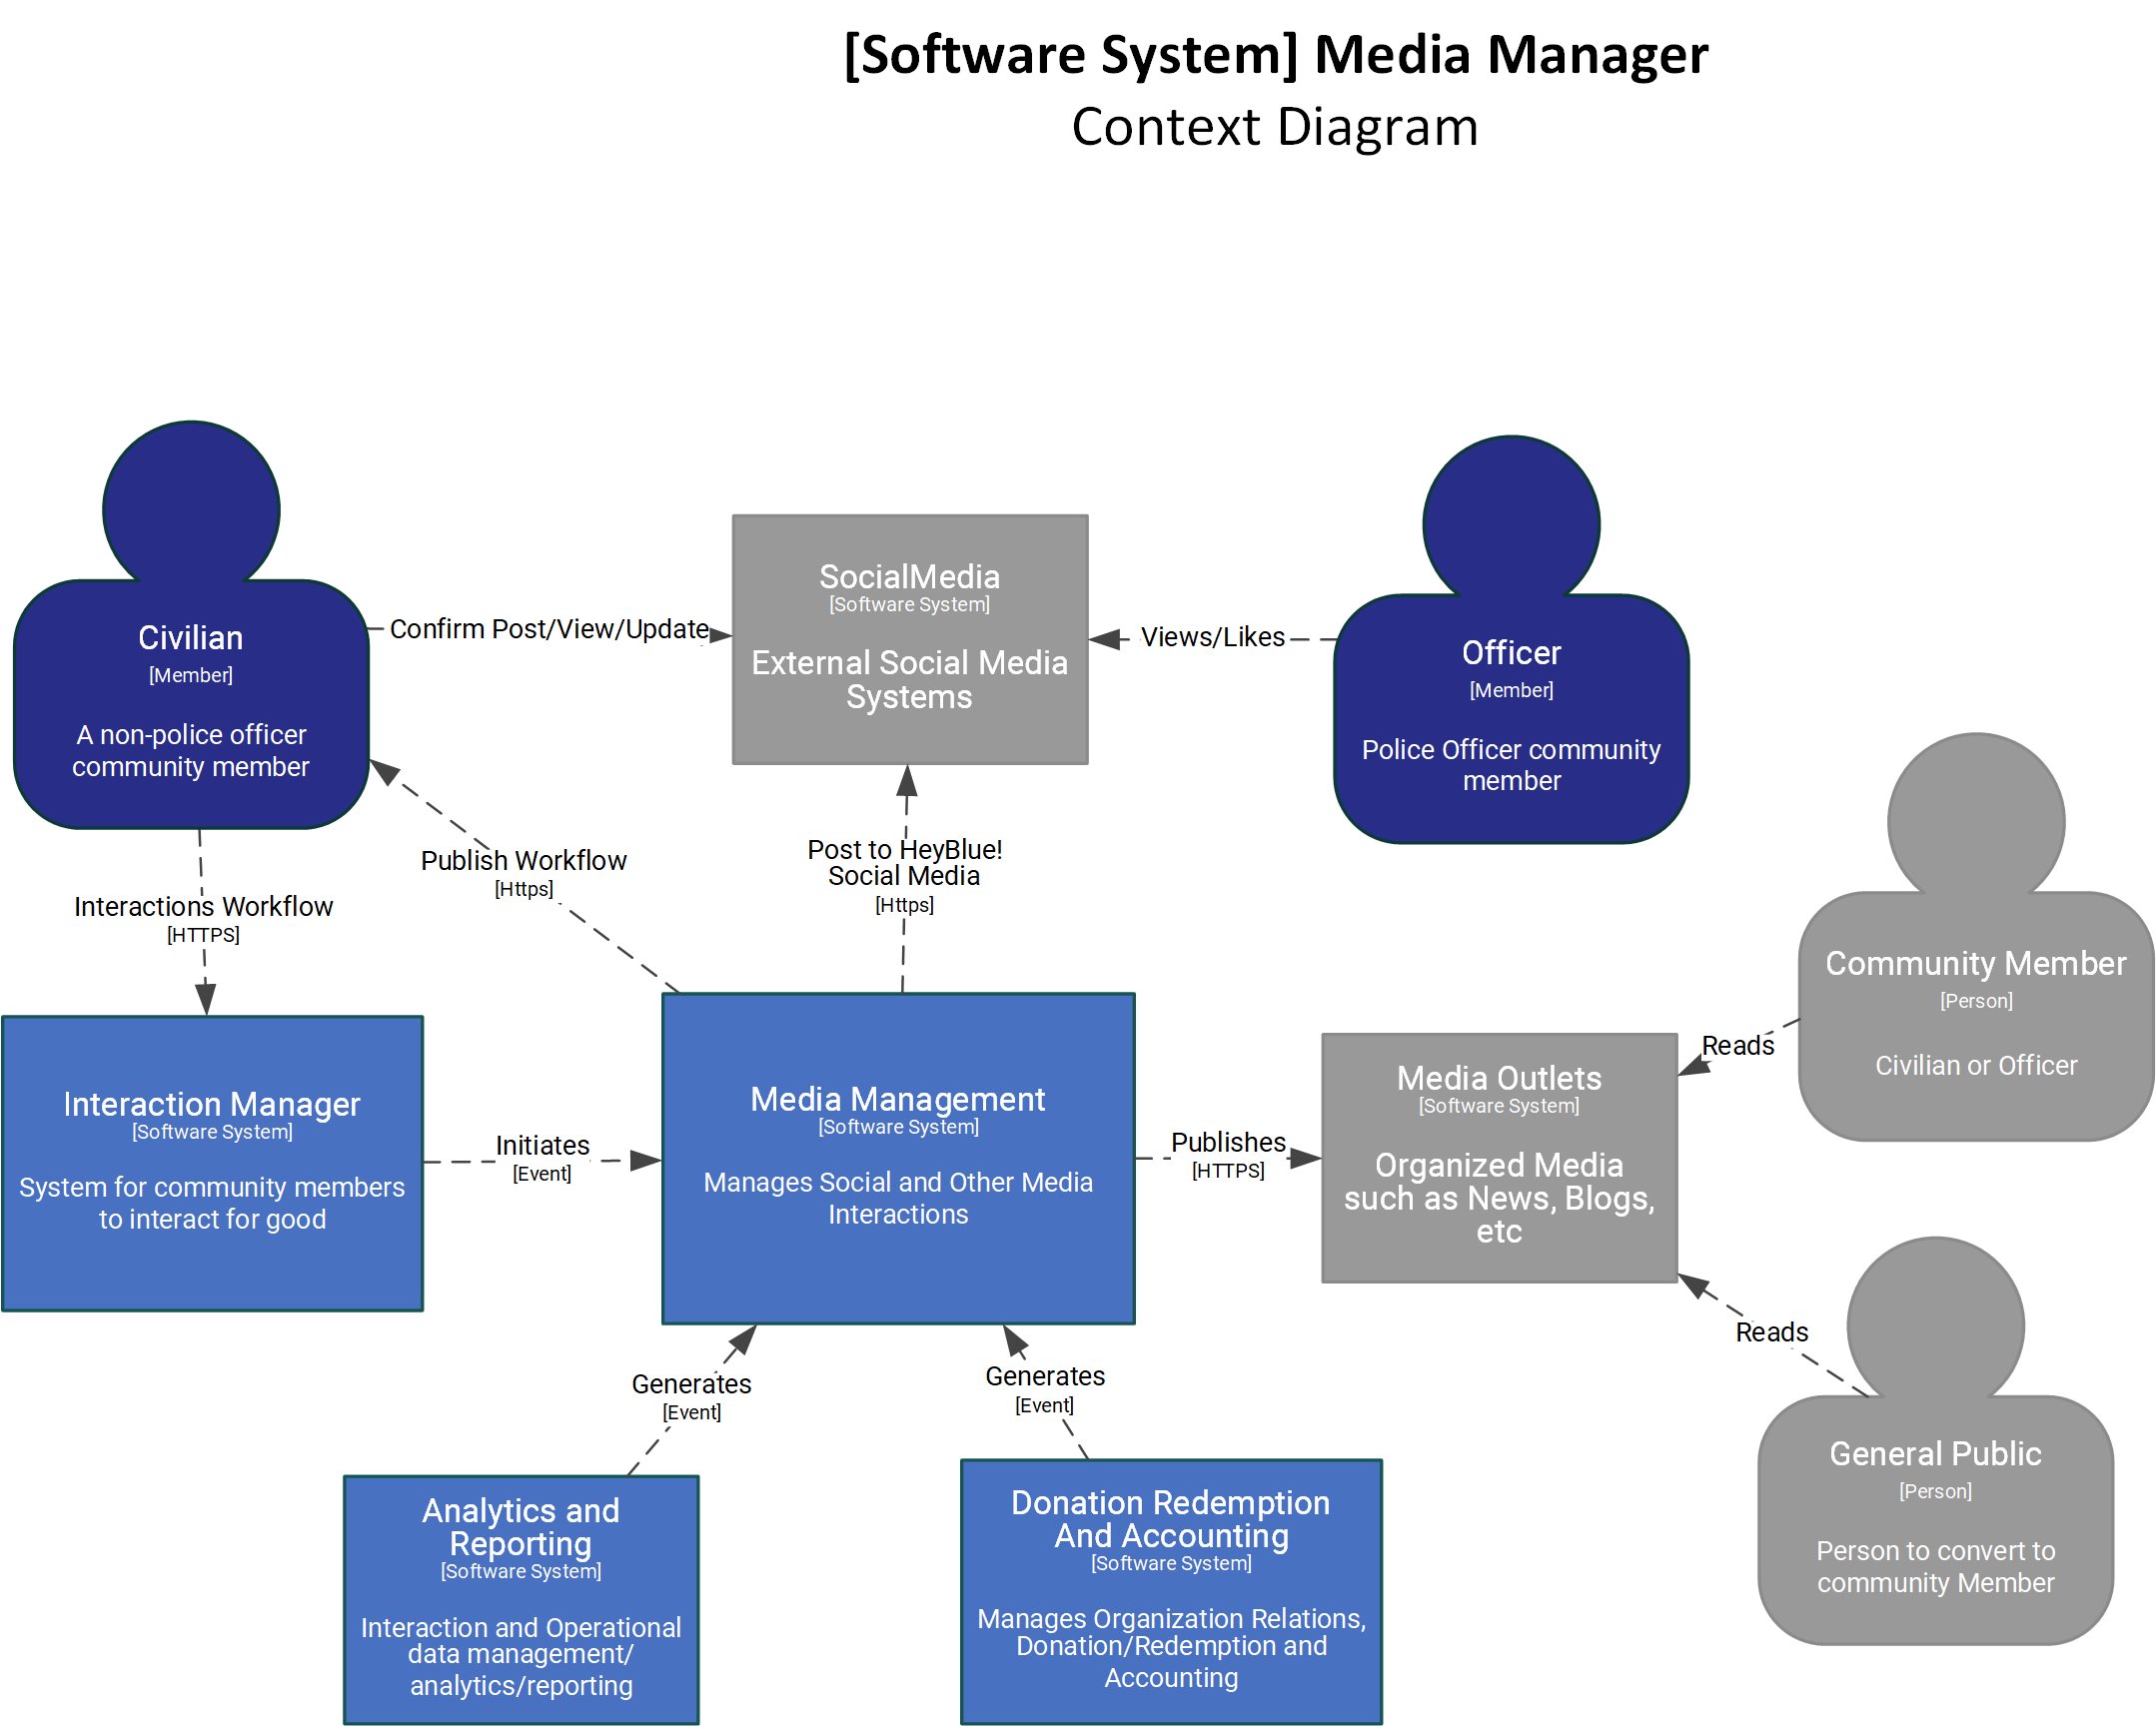 [Software System] Media Manager
Context Diagram
Civilian
[Member]
A non-police officer
community member
Confirm Post/View/Update
SocialMedia
[Software System]
External Social Media
Systems
Views/Likes
Officer
[Member]
Police Officer community
member
Publish Workflow
[Https]
Post to HeyBlue!
Social Media
[Https]
Interactions Workflow
[HTTPS]
Community Member
[Person]
Civilian or Officer
Reads
Interaction Manager
[Software System]
System for community members
to interact for good
Initiates
[Event]
Media Management
[Software System]
Manages Social and Other Media
Interactions
Publishes
[HTTPS]
Media Outlets
[Software System]
Organized Media
such as News, Blogs,
etc
Reads
General Public
[Person]
Person to convert to
community Member
Generates
[Event]
Generates
[Event]
Analytics and
Reporting
[Software System]
Interaction and Operational
data management/
analytics/reporting
Donation Redemption
And Accounting
[Software System]
Manages Organization Relations,
Donation/Redemption and
Accounting